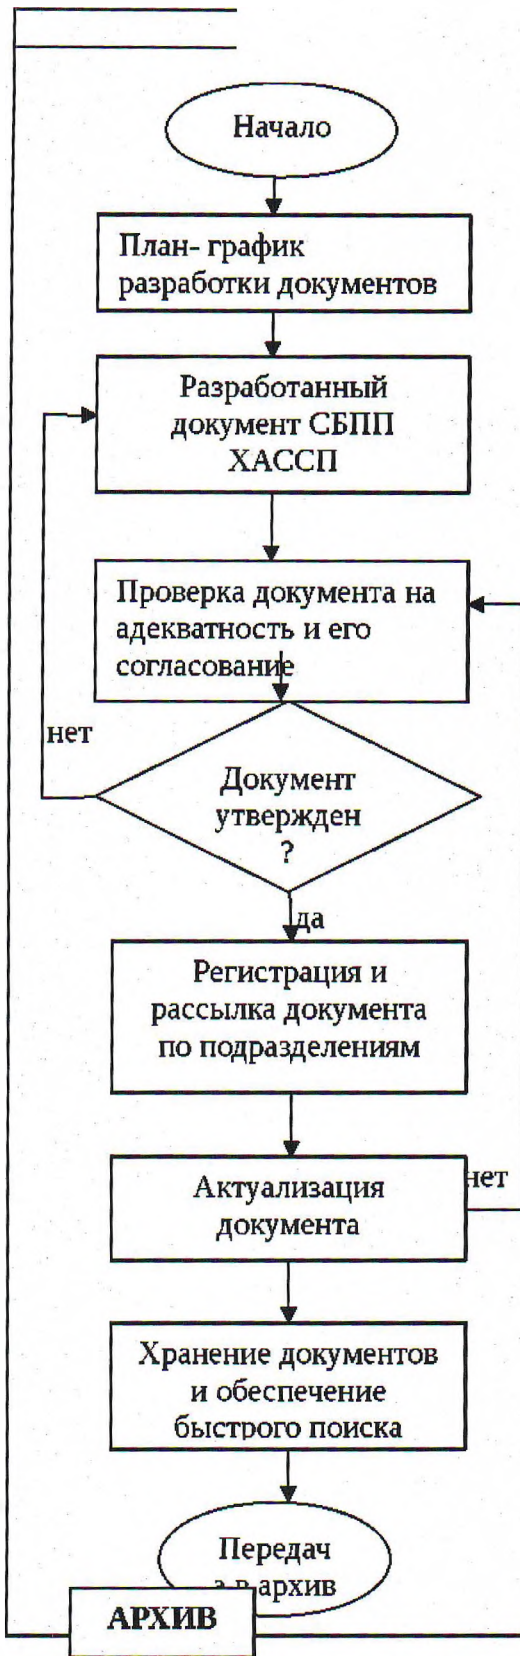 Начало
План- график
разработки документов
Разработанный
документ СБПП
ХАССП
Проверка документа на
адекватность и его
согласование
нет
Документ
утвержден
?
да
Регистрация и
рассылка документа
по подразделениям
нет
Актуализация
документа
Хранение документов
и обеспечение
быстрого поиска
Передач
а в архив
АРХИВ